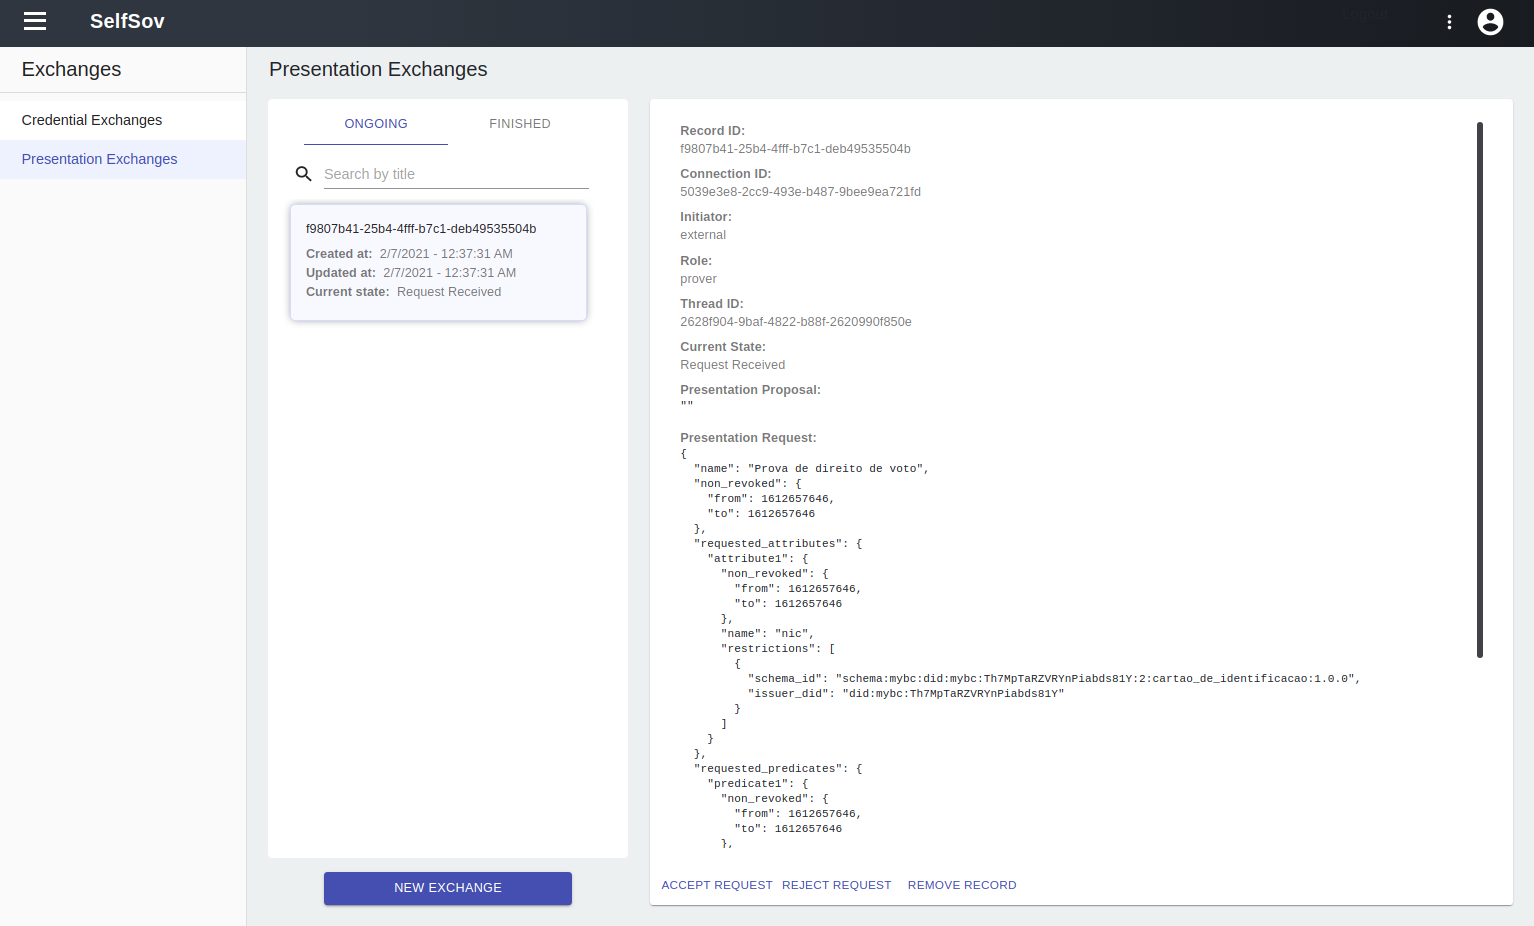 SelfSov
Exchanges
Credential Exchanges
Presentation Exchanges
Presentation Exchanges
ONGOING
FINISHED
Search by title
f9807b41-25b4-4fff-b7c1-deb49535504b
Created at: 2/7/2021 - 12:37:31 AM
Updated at: 2/7/2021 - 12:37:31 AM
Current state: Request Received
NEW EXCHANGE
Record ID:
f9807b41-25b4-4fff-b7c1-deb49535504b
Connection ID:
5039e3e8-2cc9-493e-b487-9bee9ea721fd
Initiator:
external
Role:
prover
Thread ID:
2628f904-9baf-4822-b88f-2620990f850e
Current State:
Request Received
Presentation Proposal:
""
Presentation Request:
{
  "name": "Prova de direito de voto",
  "non_revoked": {
    "from": 1612657646,
    "to": 1612657646
  },
  "requested_attributes": {
    "attribute1": {
      "non_revoked": {
        "from": 1612657646,
        "to": 1612657646
      },
      "name": "nic",
      "restrictions": [
        {
          "schema_id": "schema:mybc:did:mybc:Th7MpTaRZVRYnPiabds81Y:2:cartao_de_identificacao:1.0.0",
          "issuer_did": "did:mybc:Th7MpTaRZVRYnPiabds81Y"
        }
      ]
    }
  },
  "requested_predicates": {
    "predicate1": {
      "non_revoked": {
        "from": 1612657646,
        "to": 1612657646
      },
ACCEPT REQUEST
REJECT REQUEST
REMOVE RECORD